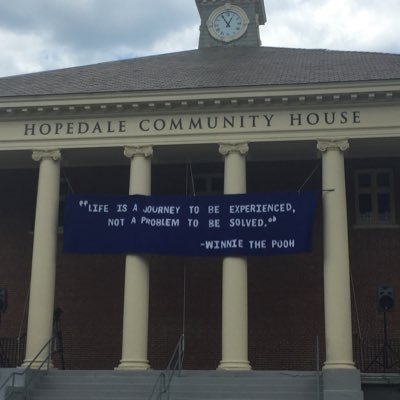 HOPEDALE COMMUNITY HOUSE
"LIFE IS A JOURNEY TO BE EXPERIENCED,
NOT A PROBLEM TO BE SOLVED."
-WINNIE THE POOH